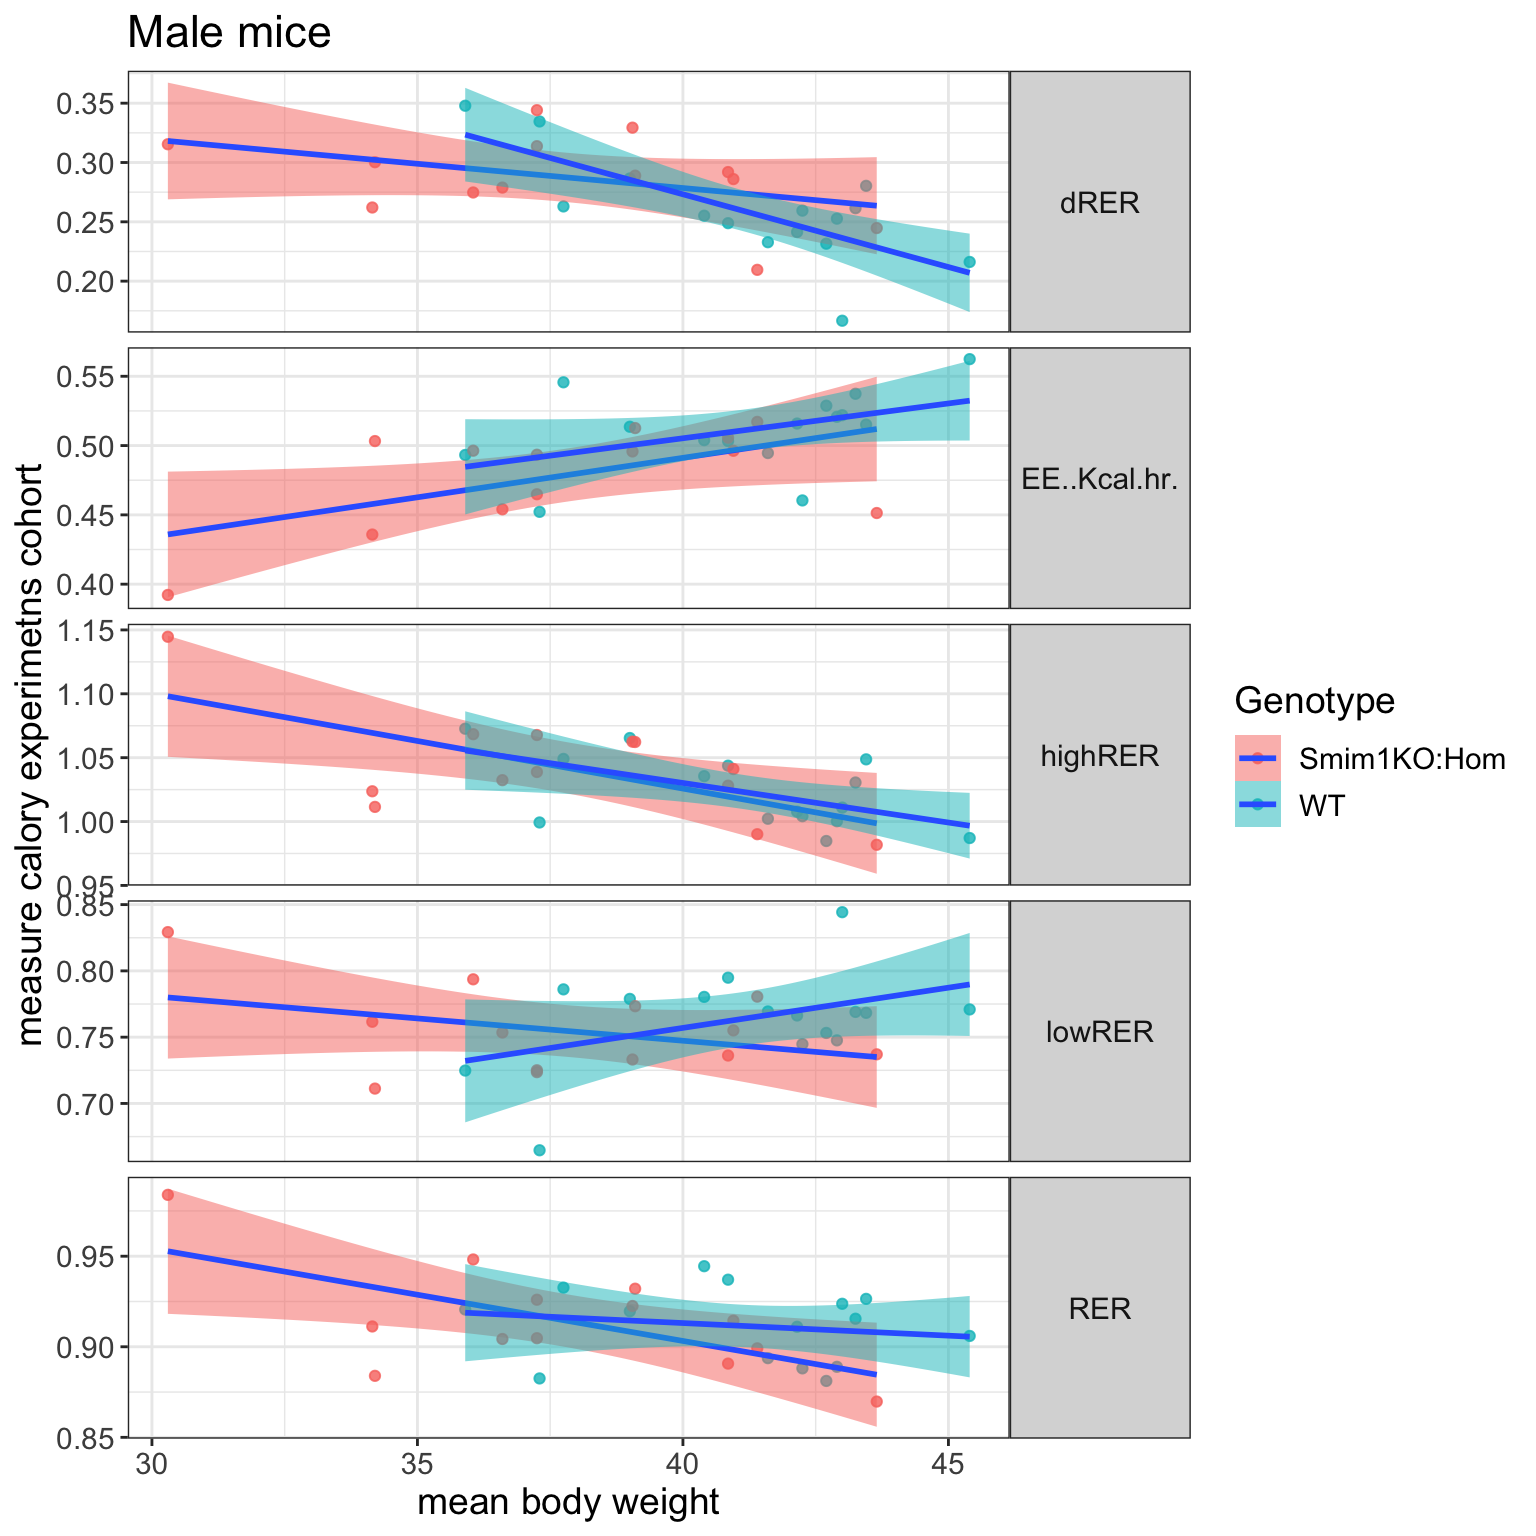 Male mice
0.35
0.30
0.25
0.20
dRER
0.55
0.50
0.45
0.40
EE..Kcal.hr.
1.15
1.10
1.05
1.00
0.95
highRER
0.85
0.80
0.75
0.70
lowRER
0.95
0.90
0.85
RER
30 35 40 45
mean body weight
measure calory experimetns cohort
Genotype
Smim1KO:Hom
WT